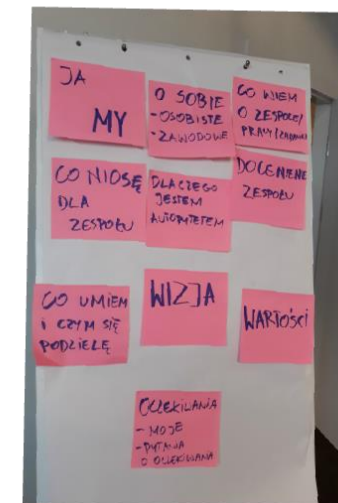 JA
MY
O SOBIE
- OSOBISTE
- ZAWODOWE
CO WIEM
O ZESPOLE/
PRACY/ZADANIU
CO NIOSĘ
DLA
ZESPOŁU
DLACZEGO
JESTEM
AUTORYTETEM
DOCENIENIE
ZESPOŁU
CO UMIEM
I CZYM SIĘ
PODZIELĘ
WIZJA
WARTOŚCI
OCZEKIWANIA
- MOJE
- PYTANIA
O OCZEKIWANIA